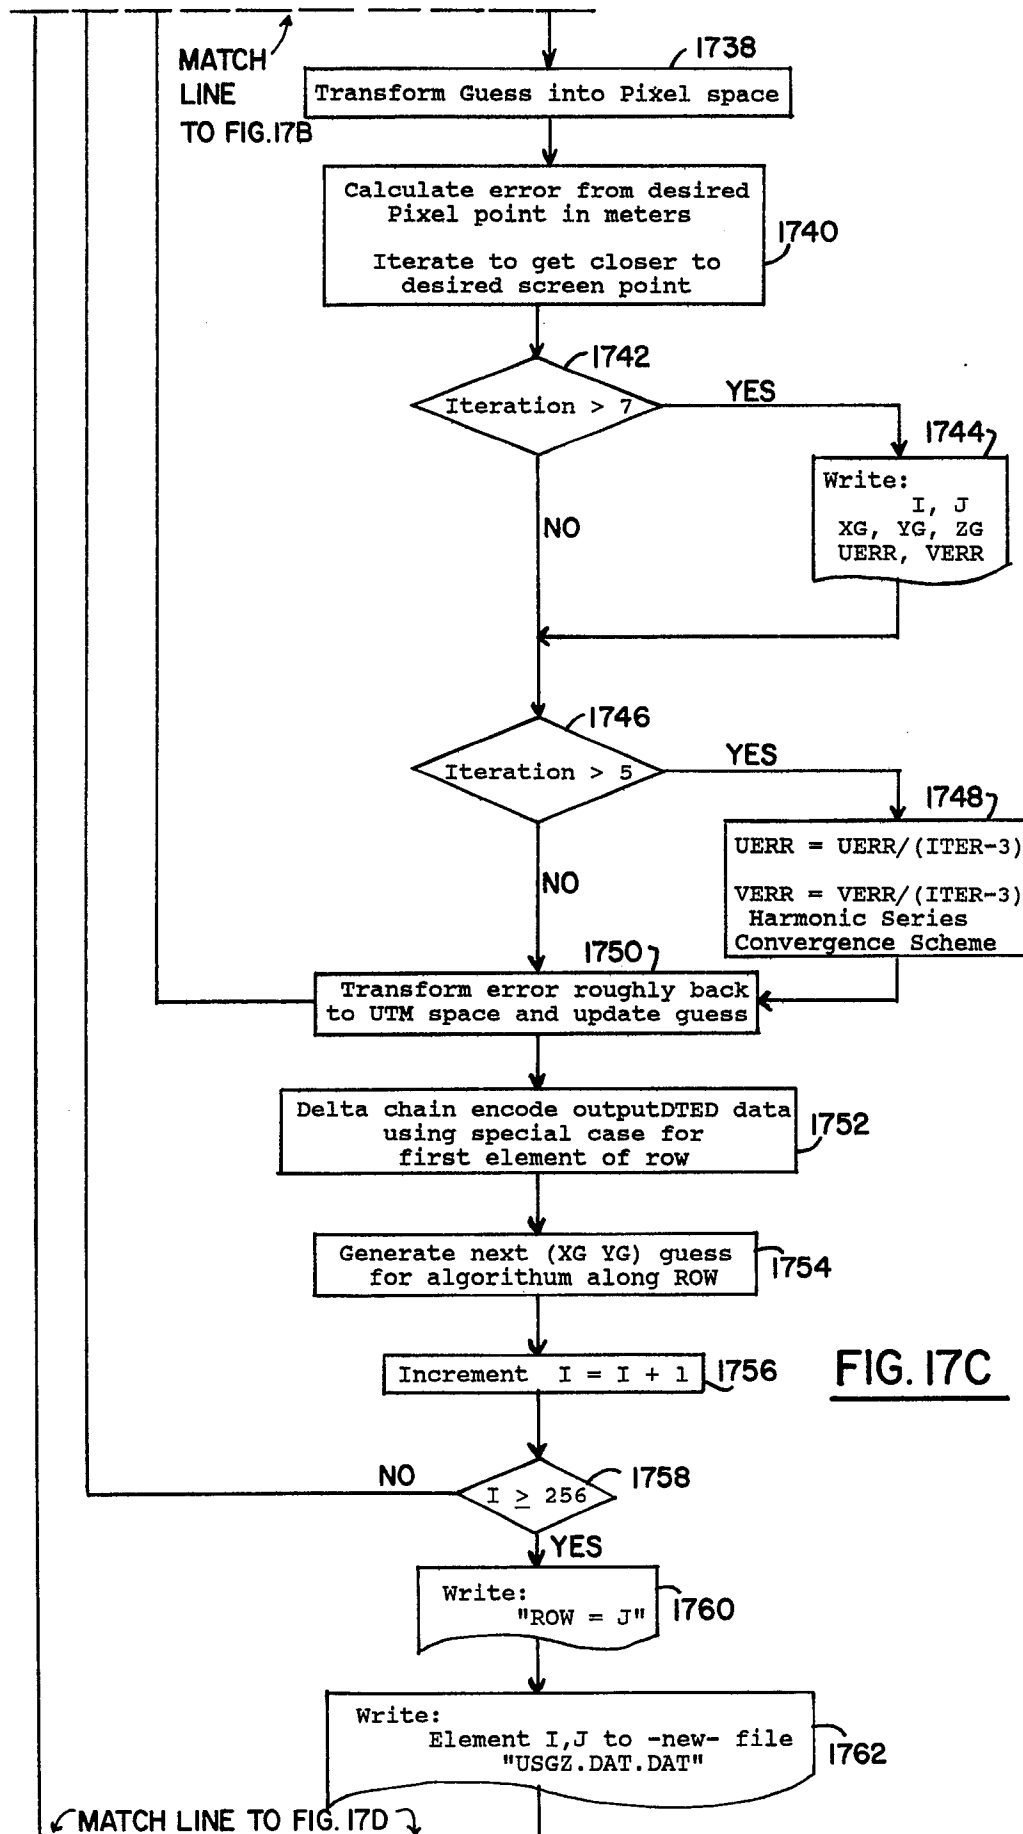 MATCH
LINE
TO FIG.17B
1738
Transform Guess into Pixel space
Calculate error from desired
Pixel point in meters
Iterate to get closer to
desired screen point
1740
1742
Iteration > 7
YES
NO
1744
Write:
I, J
XG, YG, ZG
UERR, VERR
1746
Iteration > 5
YES
NO
1748
UERR = UERR/(ITER-3)
VERR = VERR/(ITER-3)
Harmonic Series
Convergence Scheme
1750
Transform error roughly back
to UTM space and update guess
Delta chain encode outputDTED data
using special case for
first element of row
1752
Generate next (XG YG) guess
for algorithum along ROW
1754
Increment I = I + 1
1756
FIG. 17C
NO
I ≥ 256
1758
YES
Write:
"ROW = J"
1760
Write:
Element I,J to -new- file
"USGZ.DAT.DAT"
1762
MATCH LINE TO FIG. 17D